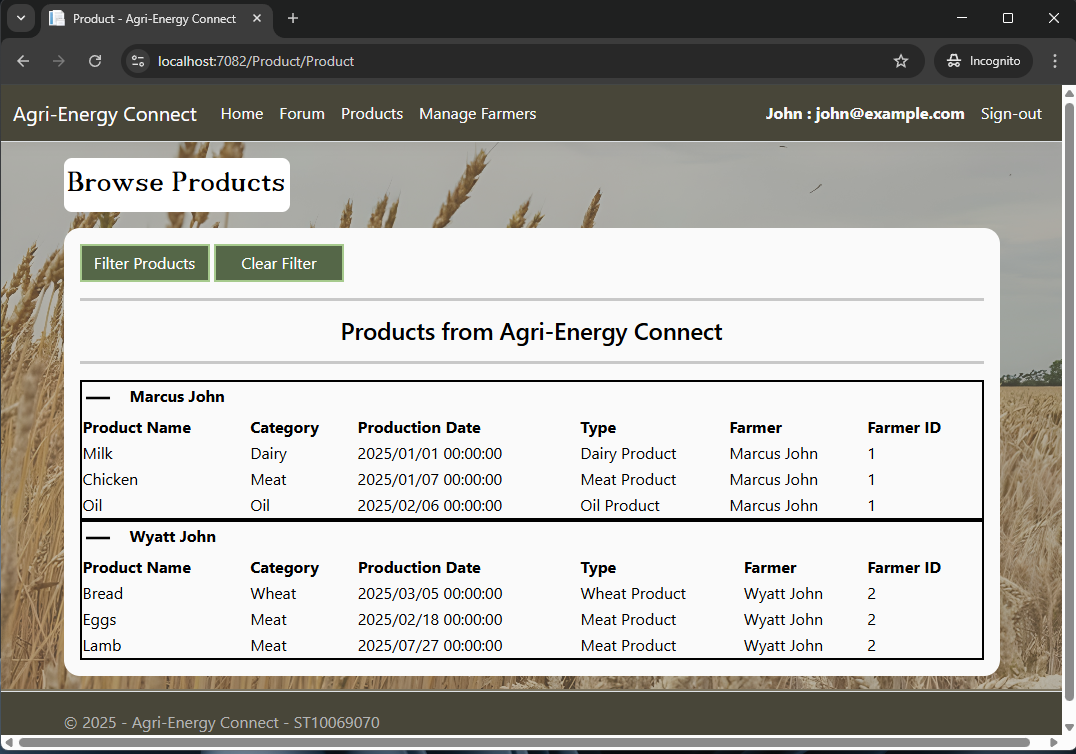 Product - Agri-Energy Connect
localhost:7082/Product/Product
Incognito
Agri-Energy Connect Home Forum Products Manage Farmers John : john@example.com Sign-out
Browse Products
Filter Products Clear Filter
Products from Agri-Energy Connect
Marcus John
Product Name Category Production Date Type Farmer Farmer ID
Milk Dairy 2025/01/01 00:00:00 Dairy Product Marcus John 1
Chicken Meat 2025/01/07 00:00:00 Meat Product Marcus John 1
Oil Oil 2025/02/06 00:00:00 Oil Product Marcus John 1
Wyatt John
Product Name Category Production Date Type Farmer Farmer ID
Bread Wheat 2025/03/05 00:00:00 Wheat Product Wyatt John 2
Eggs Meat 2025/02/18 00:00:00 Meat Product Wyatt John 2
Lamb Meat 2025/07/27 00:00:00 Meat Product Wyatt John 2
© 2025 - Agri-Energy Connect - ST10069070